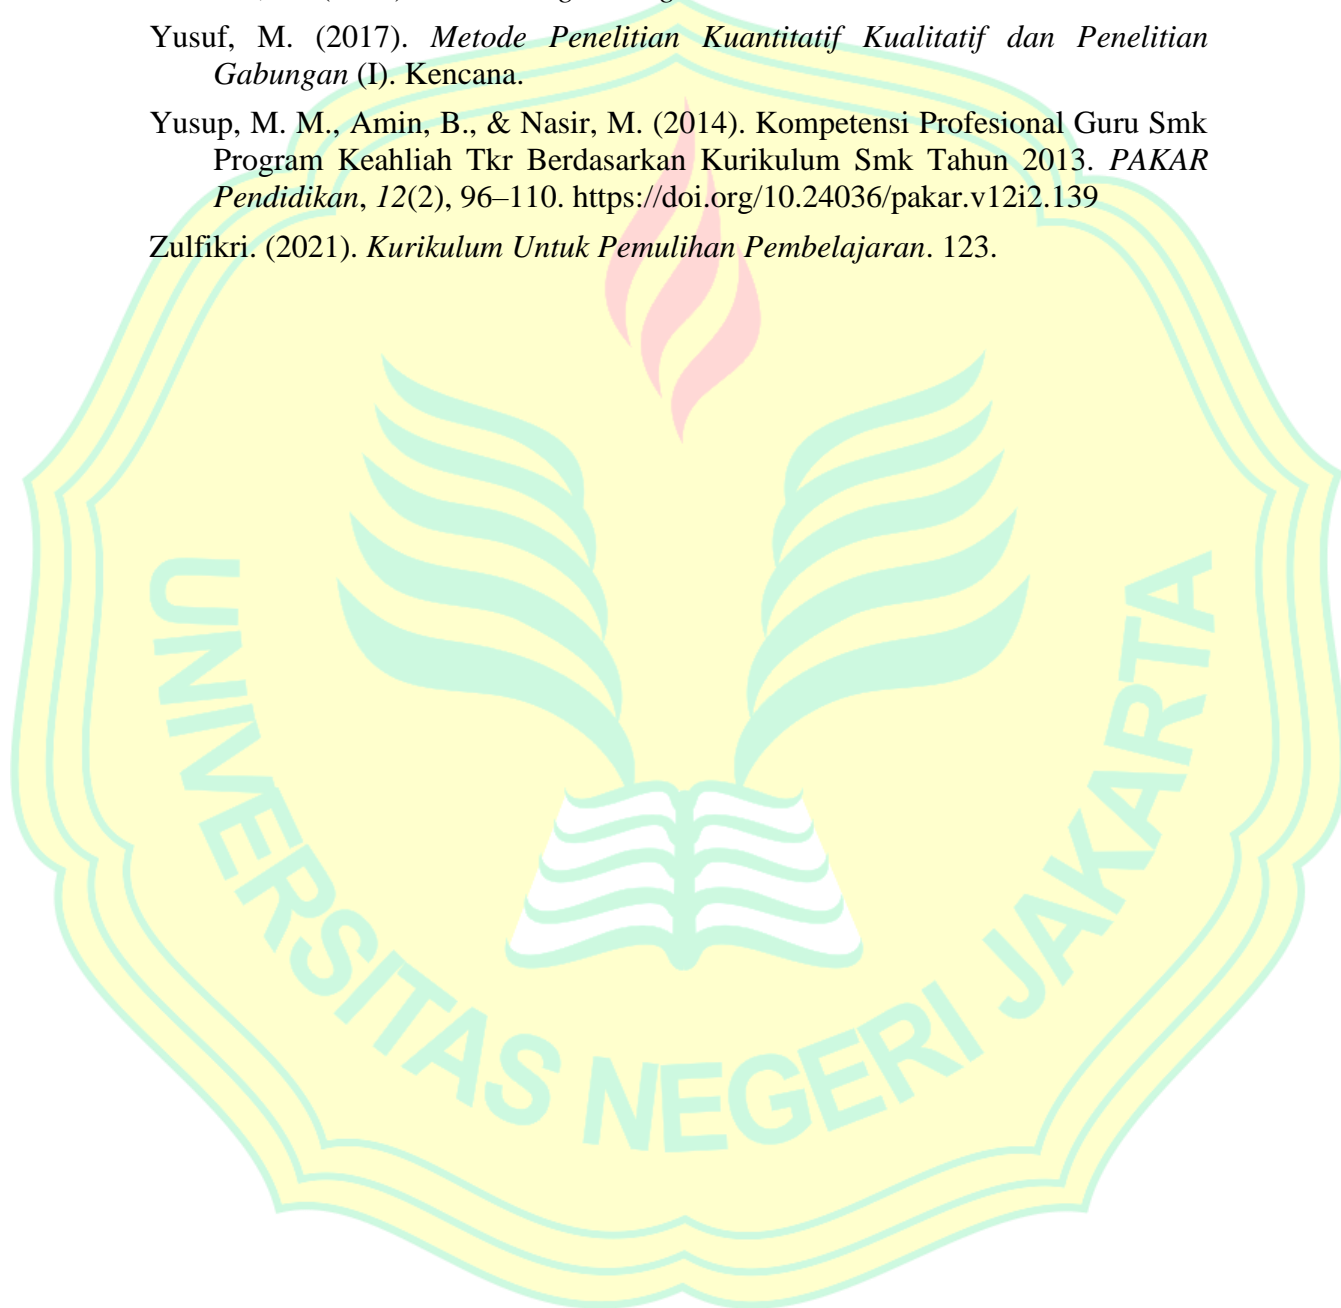 Yusuf, M. (2017). Metode Penelitian Kuantitatif Kualitatif dan Penelitian
Gabungan (I). Kencana.
Yusup, M. M., Amin, B., & Nasir, M. (2014). Kompetensi Profesional Guru Smk
Program Keahliah Tkr Berdasarkan Kurikulum Smk Tahun 2013. PAKAR
Pendidikan, 12(2), 96–110. https://doi.org/10.24036/pakar.v12i2.139
Zulfikri. (2021). Kurikulum Untuk Pemulihan Pembelajaran. 123.
UNIVERSITAS NEGERI JAKARTA